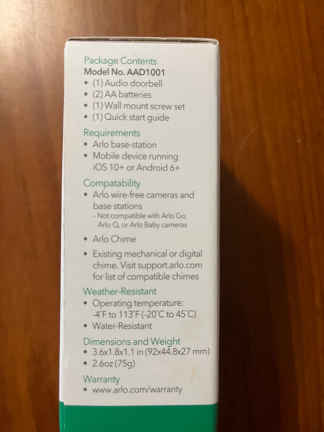 Package Contents
Model No. AAD1001
• (1) Audio doorbell
• (2) AA batteries
• (1) Wall mount screw set
• (1) Quick start guide
Requirements
• Arlo base-station
• Mobile device running
iOS 10+ or Android 6+
Compatability
• Arlo wire-free cameras and
base stations
- Not compatible with Arlo Go,
Arlo Q, or Arlo Baby cameras
• Arlo Chime
• Existing mechanical or digital
chime. Visit support.arlo.com
for list of compatible chimes
Weather-Resistant
• Operating temperature:
-4°F to 113°F (-20°C to 45°C)
• Water-Resistant
Dimensions and Weight
• 3.6x1.8x1.1 in (92x44.8x27 mm)
• 2.6oz (75g)
Warranty
• www.arlo.com/warranty